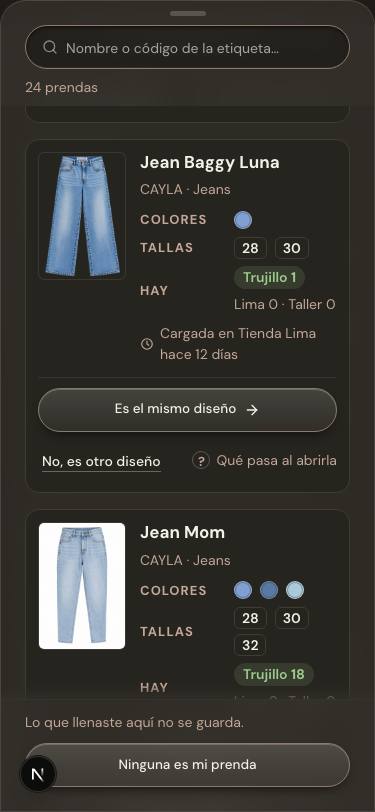 Nombre o código de la etiqueta...
24 prendas
Jean Baggy Luna
CAYLA · Jeans
COLORES
TALLAS 28 30
HAY Trujillo 1
Lima 0 · Taller 0
Cargada en Tienda Lima
hace 12 días
Es el mismo diseño →
No, es otro diseño ? Qué pasa al abrirla
Jean Mom
CAYLA · Jeans
COLORES
TALLAS 28 30
32
HAY Trujillo 18
Lo que llenaste aquí no se guarda.
Ninguna es mi prenda
N